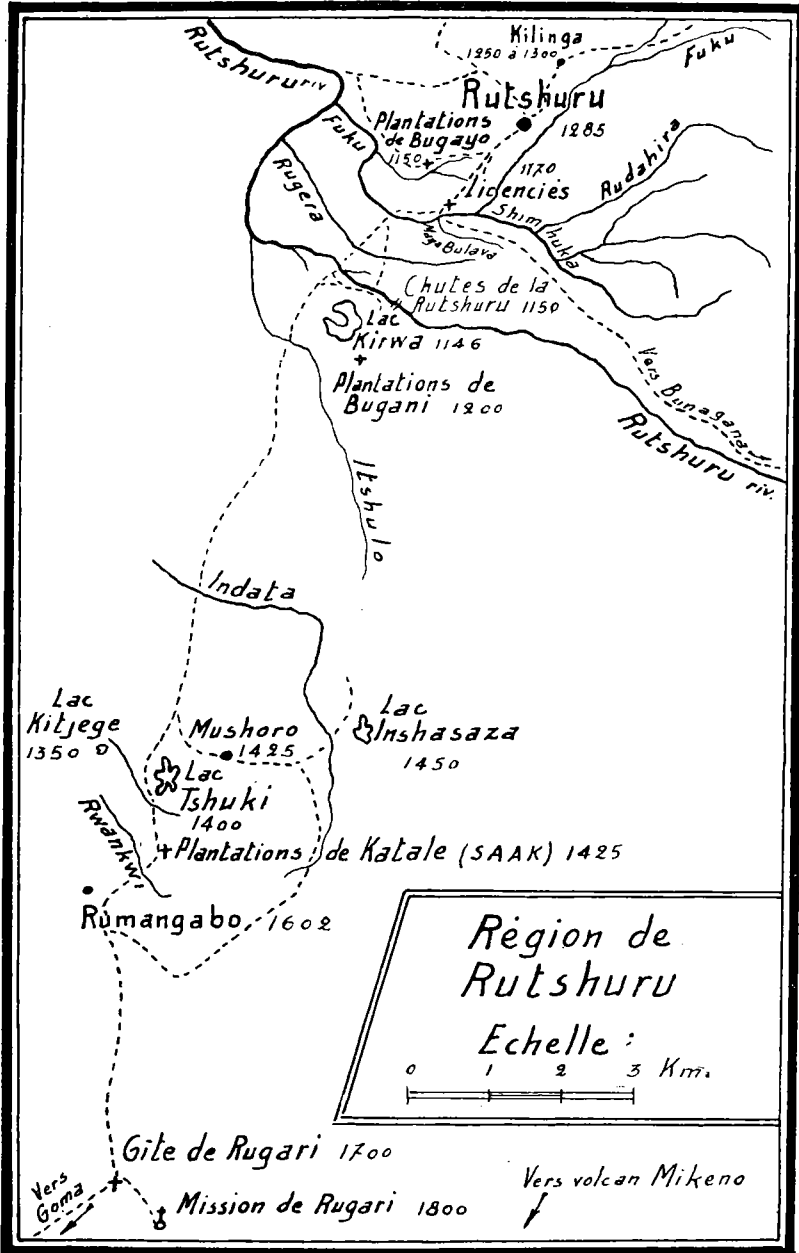 Kilinga
1250 à 1300
Fuku
Rutshuru riv
Rutshuru
1285
Plantations
de Bugayo
1150
Fuku
1170
Licenciés
Rudahira
Rugera
Shimhukla
Naga Bulava
Chutes de la
Rutshuru 1150
Lac
Kirwa 1146
Plantations de
Bugani 1200
Vers Bunagana
Rutshuru riv.
Itshulo
Indata
Lac
Kitjege
1350
Mushoro
1425
Lac
Inshasaza
1450
Lac
Tshuki
1400
Rwankwi
Plantations de Katale (SAAK) 1425
Rumangabo 1602
Région de
Rutshuru
Echelle :
0 1 2 3 Km.
Gîte de Rugari 1700
Vers
Goma
Mission de Rugari 1800
Vers volcan Mikeno